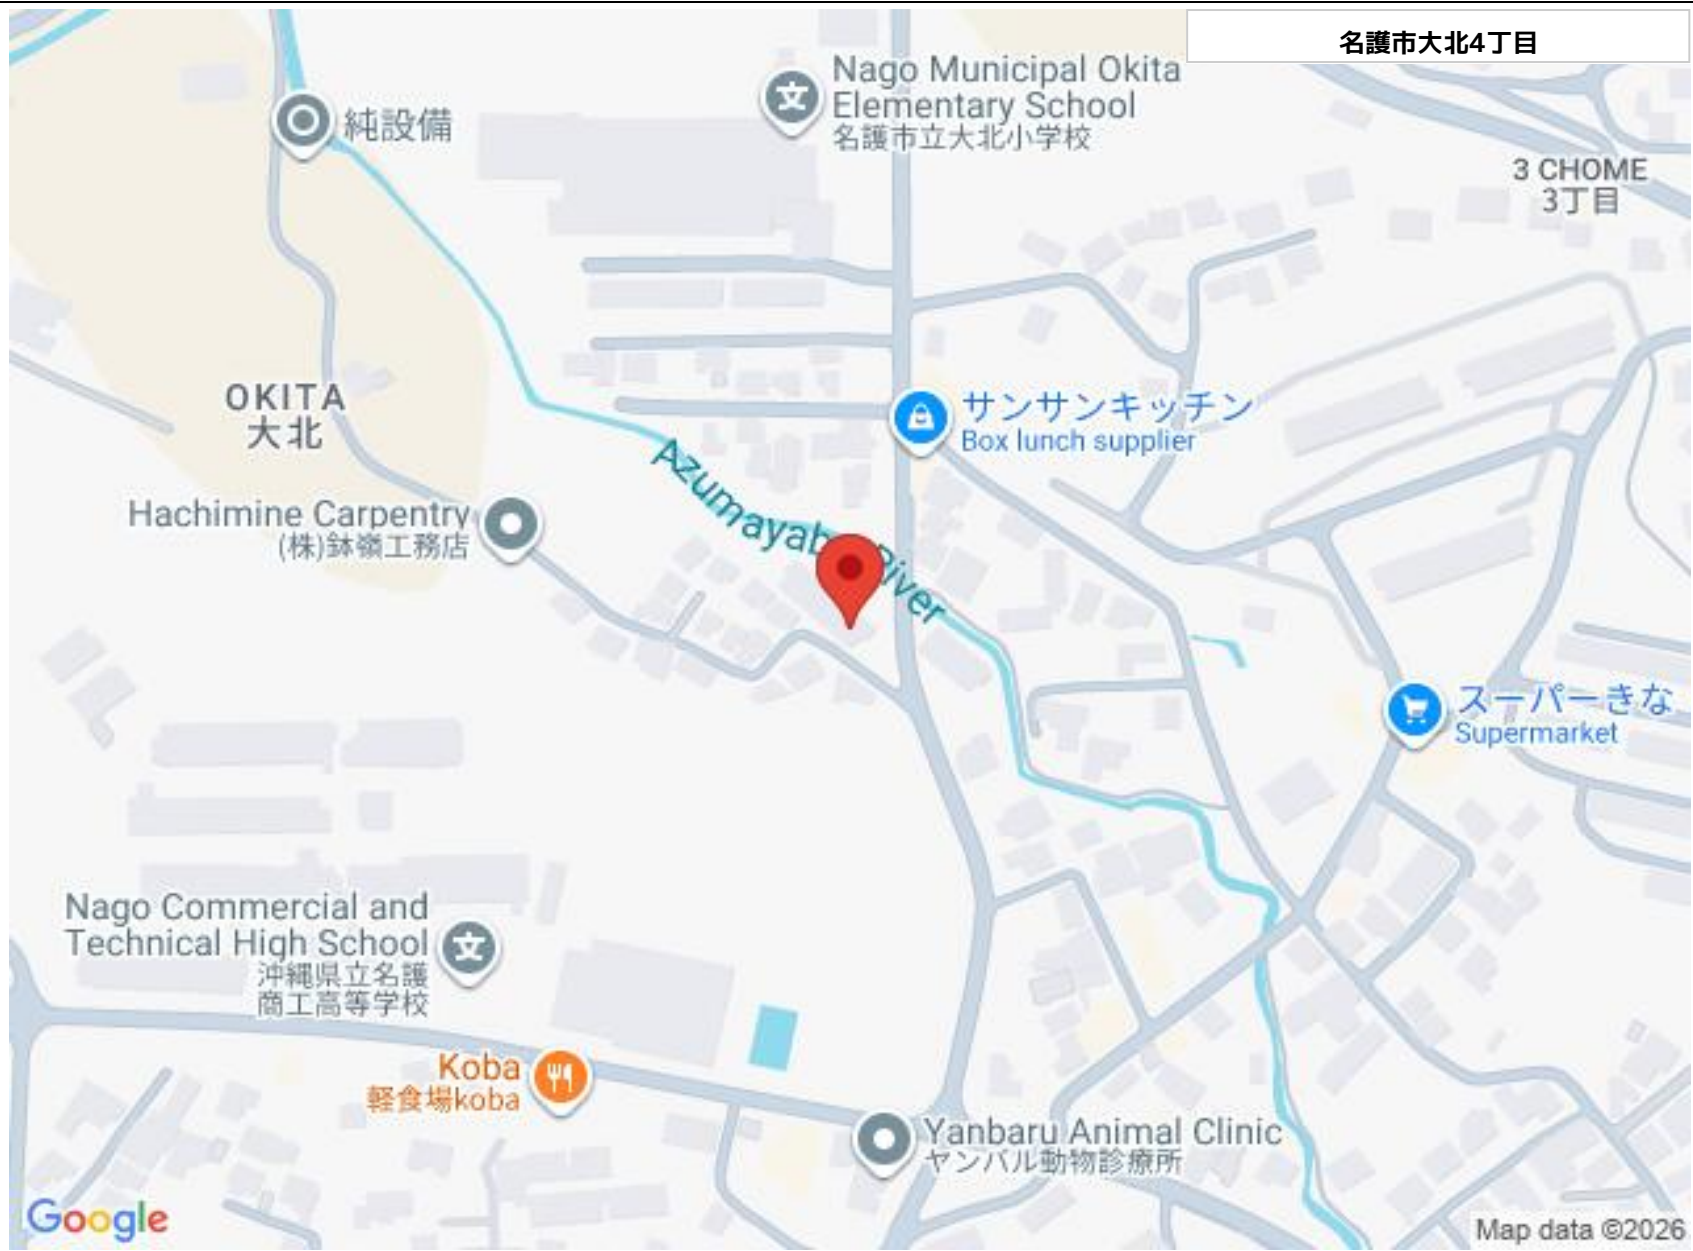 名護市大北4丁目
Nago Municipal Okita
Elementary School
名護市立大北小学校
純設備
3 CHOME
3丁目
OKITA
大北
サンサンキッチン
Box lunch supplier
Hachimine Carpentry
(株)鉢嶺工務店
River
スーパーきな
Supermarket
Nago Commercial and
Technical High School
沖縄県立名護
商工高等学校
Koba
軽食場koba
Yanbaru Animal Clinic
ヤンバル動物診療所
Google
Map data ©2026